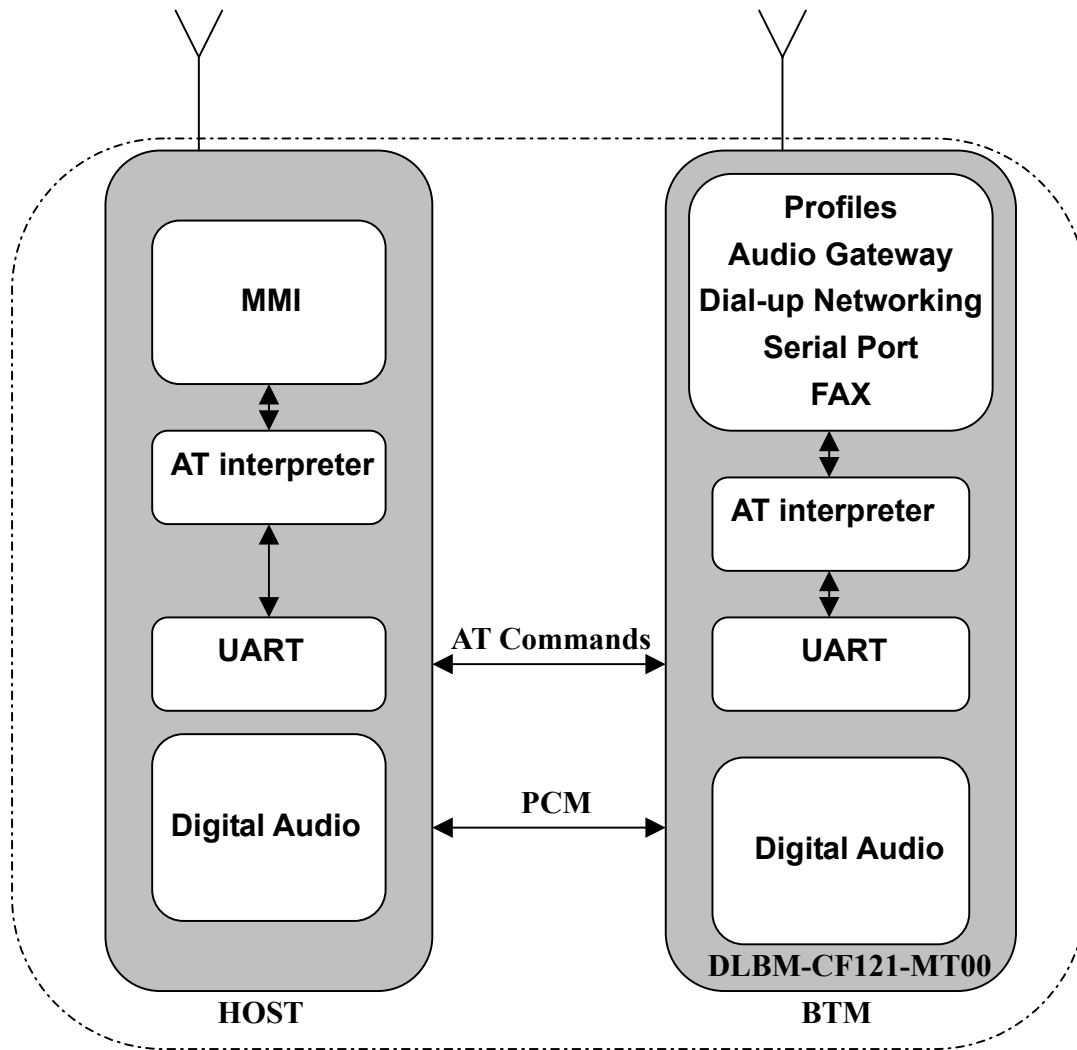 MMI
AT interpreter
UART
Digital Audio
HOST
AT Commands
PCM
Profiles
Audio Gateway
Dial-up Networking
Serial Port
FAX
AT interpreter
UART
Digital Audio
DLBM-CF121-MT00
BTM